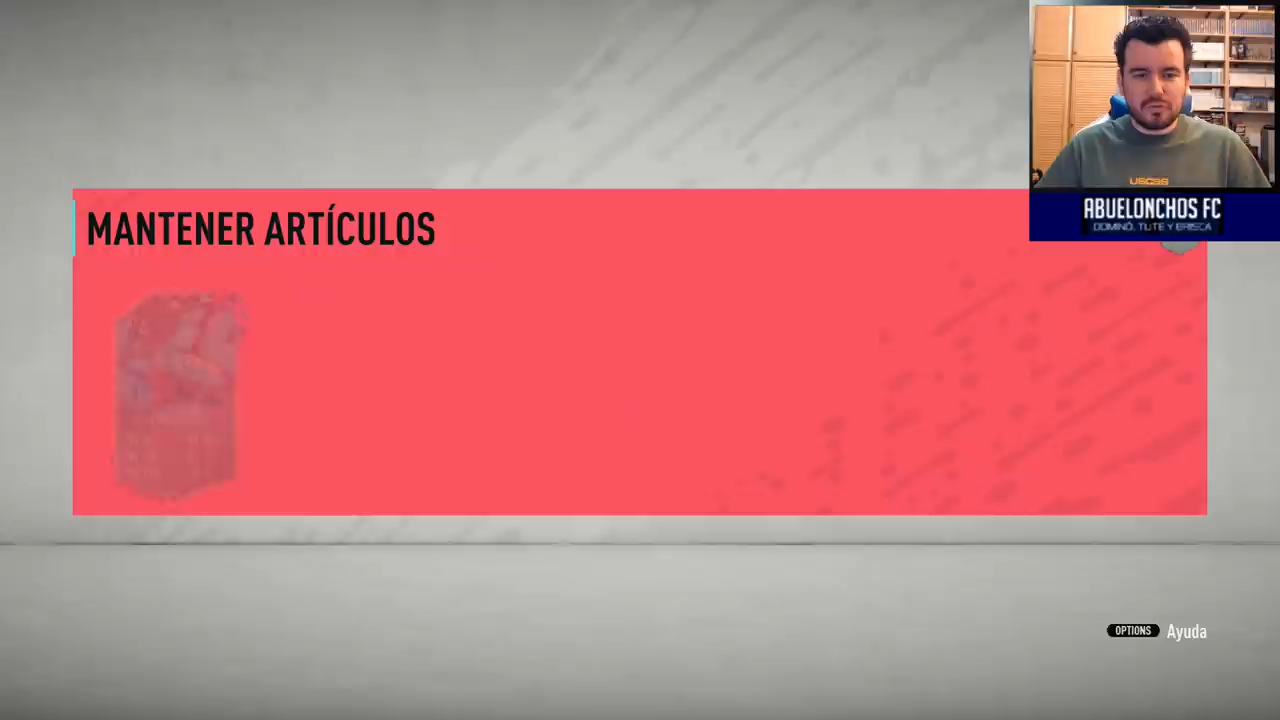 MANTENER ARTÍCULOS
ABUELONCHOS FC
DOMINÓ, TUTE Y BRISCA
OPTIONS Ayuda